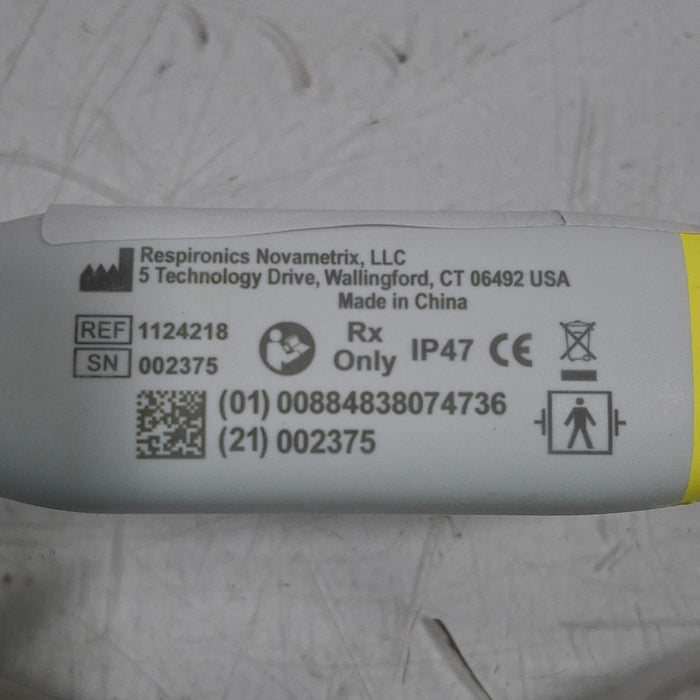 Respironics Novametrix, LLC
5 Technology Drive, Wallingford, CT 06492 USA
Made in China
REF 1124218
SN 002375
Rx
Only
IP47 CE
(01) 00884838074736
(21) 002375